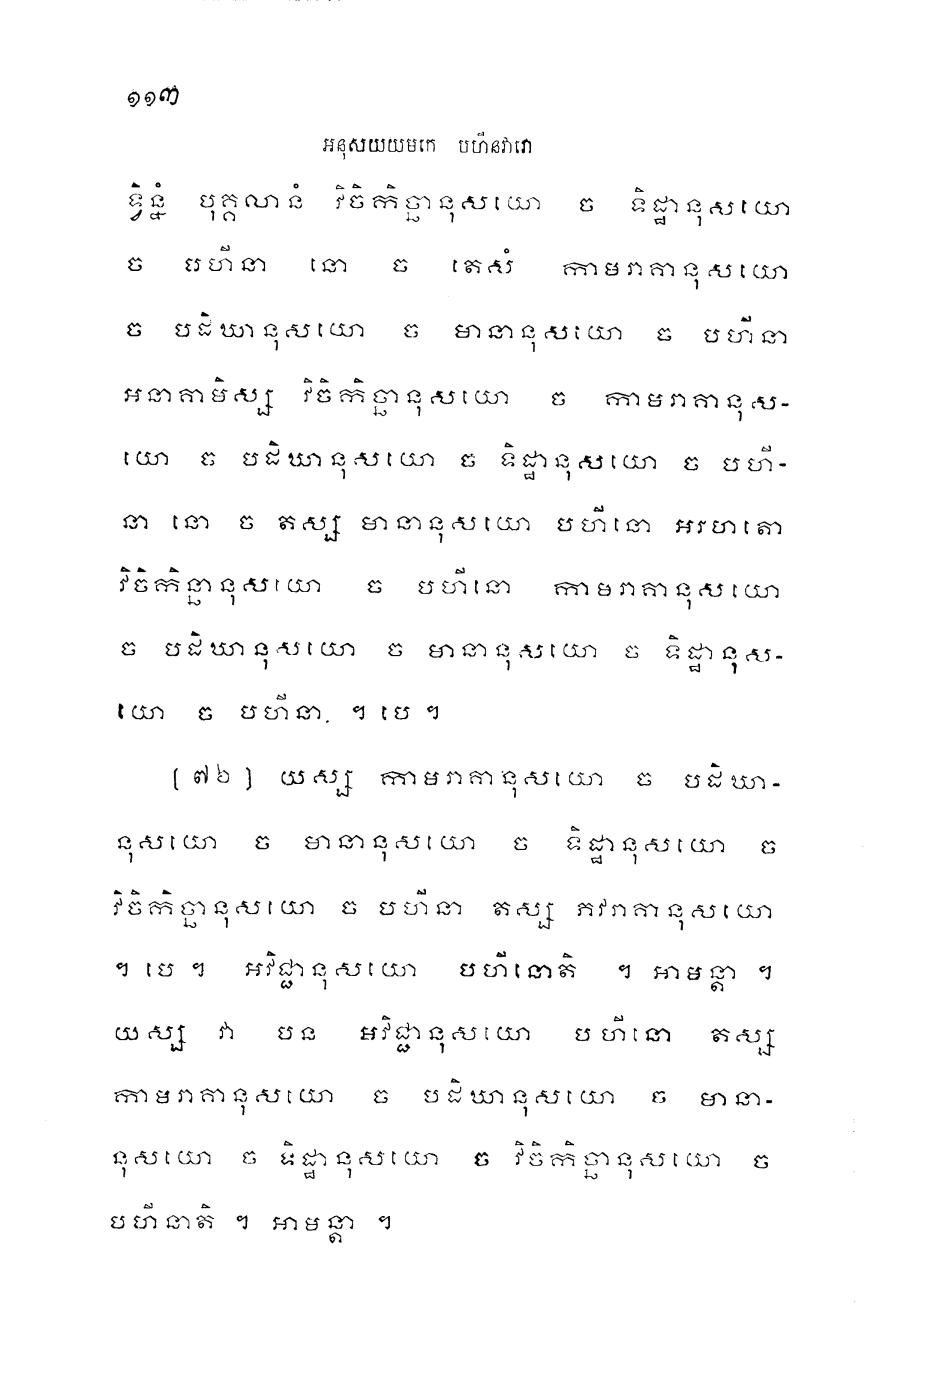 ១១៣
អនុសយយមកេ បហីនវារោ
ទ្វិន្នំ បុគ្គលានំ វិចិកិច្ឆានុសយោ ច ទិដ្ឋានុសយោ
ច បហីនា នោ ច តេសំ កាមរាគានុសយោ
ច បដិឃានុសយោ ច មានានុសយោ ច បហីនា
អនាគាមិស្ស វិចិកិច្ឆានុសយោ ច កាមរាគានុស-
យោ ច បដិឃានុសយោ ច ទិដ្ឋានុសយោ ច បហី-
នា នោ ច តស្ស មានានុសយោ បហីនោ អរហតោ
វិចិកិច្ឆានុសយោ ច បហីនោ កាមរាគានុសយោ
ច បដិឃានុសយោ ច មានានុសយោ ច ទិដ្ឋានុស-
យោ ច បហីនា ។ បេ ។
(៧៦) យស្ស កាមរាគានុសយោ ច បដិឃា-
នុសយោ ច មានានុសយោ ច ទិដ្ឋានុសយោ ច
វិចិកិច្ឆានុសយោ ច បហីនា តស្ស ភវរាគានុសយោ
។ បេ ។ អវិជ្ជានុសយោ បហីនោតិ ។ អាមន្តា ។
យស្ស វា បន អវិជ្ជានុសយោ បហីនោ តស្ស
កាមរាគានុសយោ ច បដិឃានុសយោ ច មានា-
នុសយោ ច ទិដ្ឋានុសយោ ច វិចិកិច្ឆានុសយោ ច
បហីនាតិ ។ អាមន្តា ។